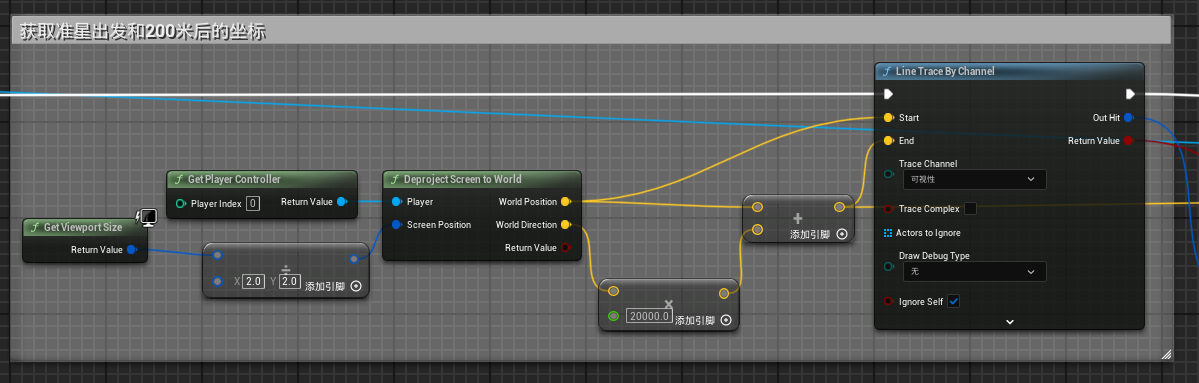 获取准星出发和200米后的坐标
Line Trace By Channel
Start
Out Hit
End
Return Value
Trace Channel
可视性
Trace Complex
Actors to Ignore
Draw Debug Type
无
Ignore Self
Get Player Controller
Player Index 0
Return Value
Deproject Screen to World
Player
World Position
Screen Position
World Direction
Return Value
Get Viewport Size
Return Value
÷
X 2.0 Y 2.0 添加引脚
+
添加引脚
x
20000.0 添加引脚